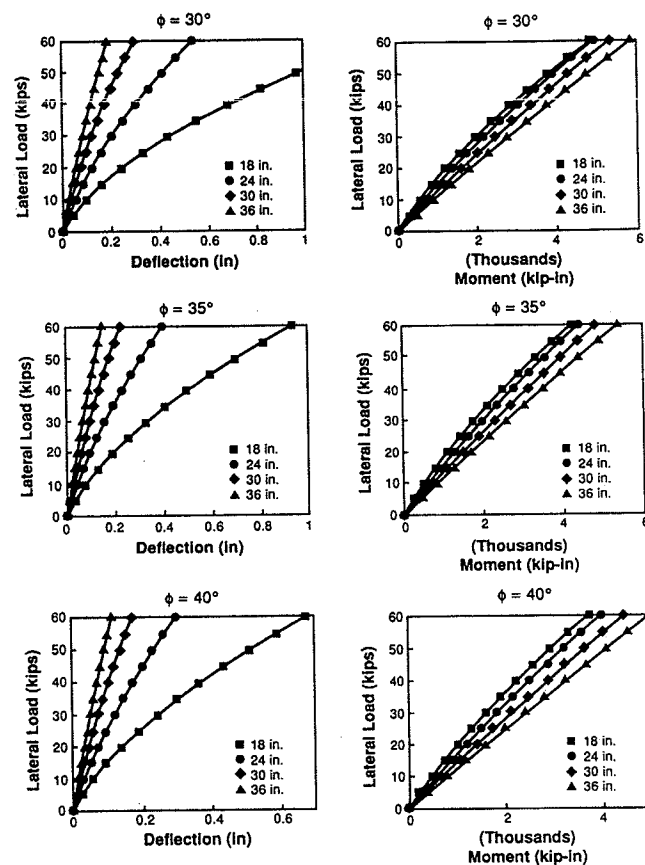 ϕ = 30°
Lateral Load (kips)
60
50
40
30
20
10
0
18 in.
24 in.
30 in.
36 in.
0 0.2 0.4 0.6 0.8 1
Deflection (in)
ϕ = 30°
Lateral Load (kips)
60
50
40
30
20
10
0
18 in.
24 in.
30 in.
36 in.
0 2 4 6
(Thousands)
Moment (kip-in)
ϕ = 35°
Lateral Load (kips)
60
50
40
30
20
10
0
18 in.
24 in.
30 in.
36 in.
0 0.2 0.4 0.6 0.8 1
Deflection (in)
ϕ = 35°
Lateral Load (kips)
60
50
40
30
20
10
0
18 in.
24 in.
30 in.
36 in.
0 2 4 6
(Thousands)
Moment (kip-in)
ϕ = 40°
Lateral Load (kips)
60
50
40
30
20
10
0
18 in.
24 in.
30 in.
36 in.
0 0.2 0.4 0.6
Deflection (in)
ϕ = 40°
Lateral Load (kips)
60
50
40
30
20
10
0
18 in.
24 in.
30 in.
36 in.
0 2 4
(Thousands)
Moment (kip-in)